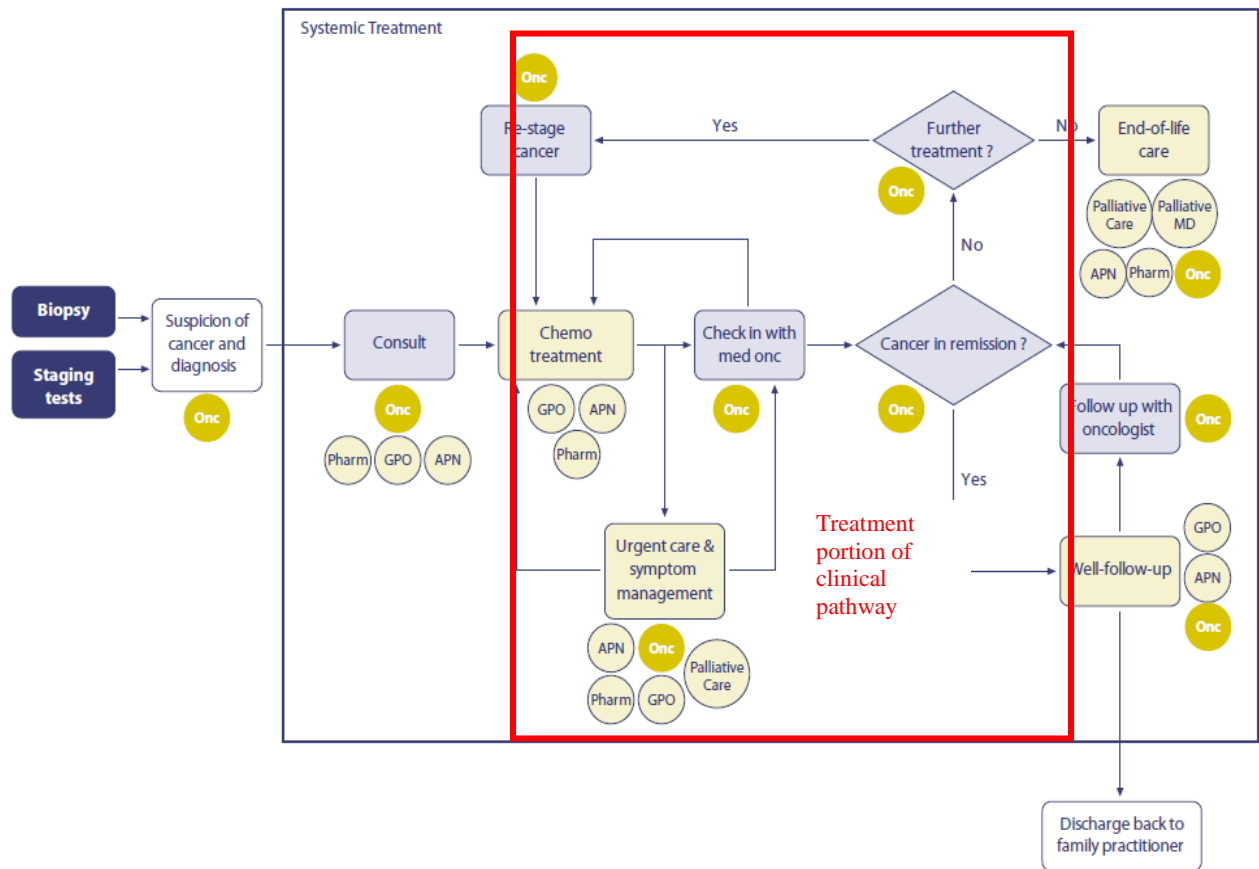 Systemic Treatment
Onc
Re-stage
cancer
Yes
Further
treatment ?
Onc
No
End-of-life
care
Palliative
Care
Palliative
MD
APN
Pharm
Onc
No
Biopsy
Staging
tests
Suspicion of
cancer and
diagnosis
Onc
Consult
Onc
Pharm
GPO
APN
Chemo
treatment
GPO
APN
Pharm
Check in with
med onc
Onc
Cancer in remission ?
Onc
Yes
Follow up with
oncologist
Onc
Urgent care &
symptom
management
APN
Onc
Palliative
Care
Pharm
GPO
Treatment
portion of
clinical
pathway
Well-follow-up
GPO
APN
Onc
Discharge back to
family practitioner